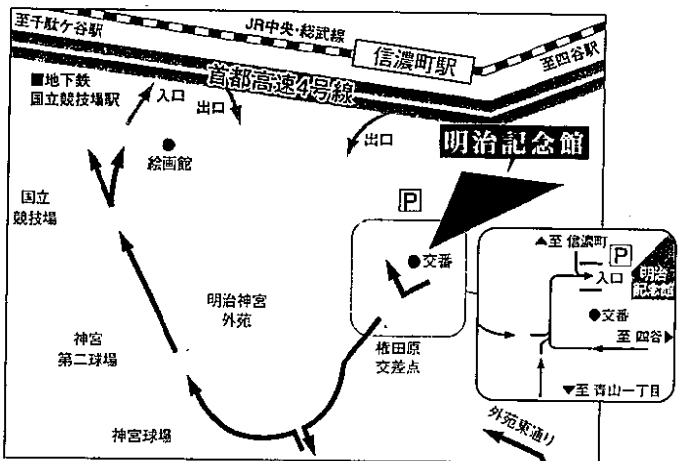 至千駄ケ谷駅
JR中央・総武線
信濃町駅
至四谷駅
首都高速4号線
■地下鉄
国立競技場駅
入口
出口
出口
明治記念館
●
絵画館
国立
競技場
P
●交番
明治神宮
外苑
神宮
第二球場
権田原
交差点
神宮球場
外苑東通り
▲至 信濃町
P
入口
明治
記念館
●交番
至 四谷▶
▼至 青山一丁目